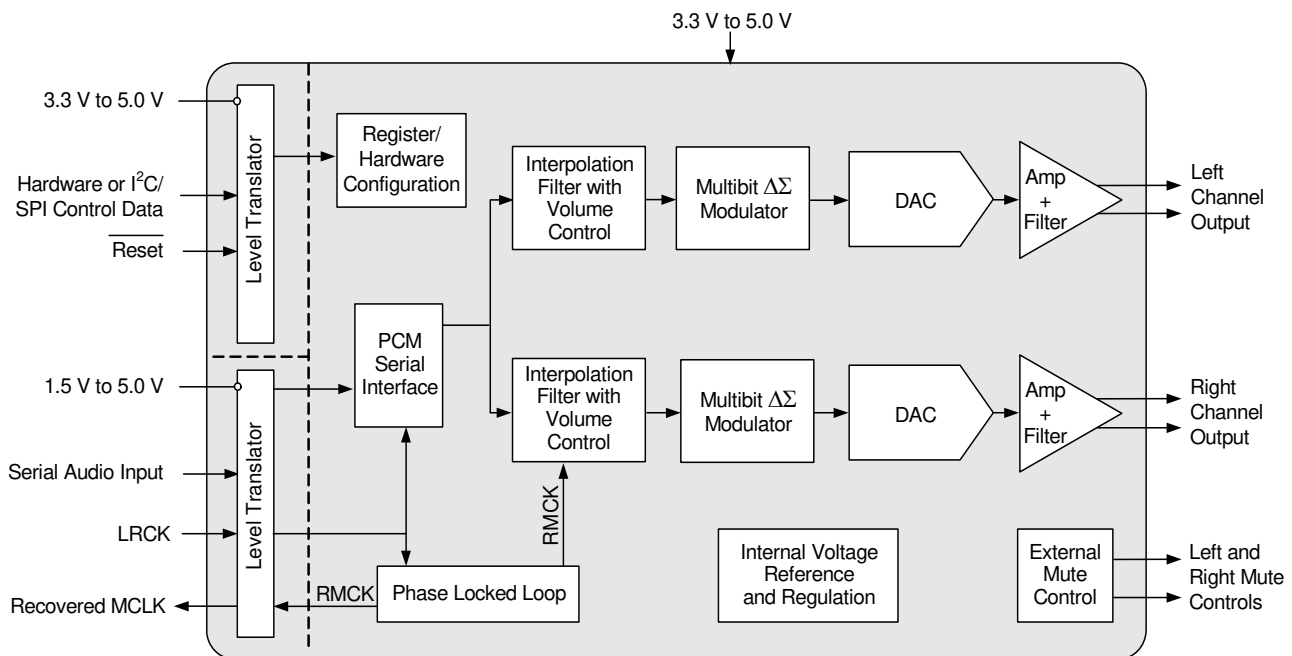 3.3 V to 5.0 V
3.3 V to 5.0 V
Hardware or I²C/
SPI Control Data
Reset
Level Translator
Register/
Hardware
Configuration
Interpolation
Filter with
Volume
Control
Multibit ΔΣ
Modulator
DAC
Amp
+
Filter
Left
Channel
Output
1.5 V to 5.0 V
Serial Audio Input
LRCK
Recovered MCLK
Level Translator
PCM
Serial
Interface
Interpolation
Filter with
Volume
Control
Multibit ΔΣ
Modulator
DAC
Amp
+
Filter
Right
Channel
Output
RMCK
RMCK
Phase Locked Loop
Internal Voltage
Reference
and Regulation
External
Mute
Control
Left and
Right Mute
Controls